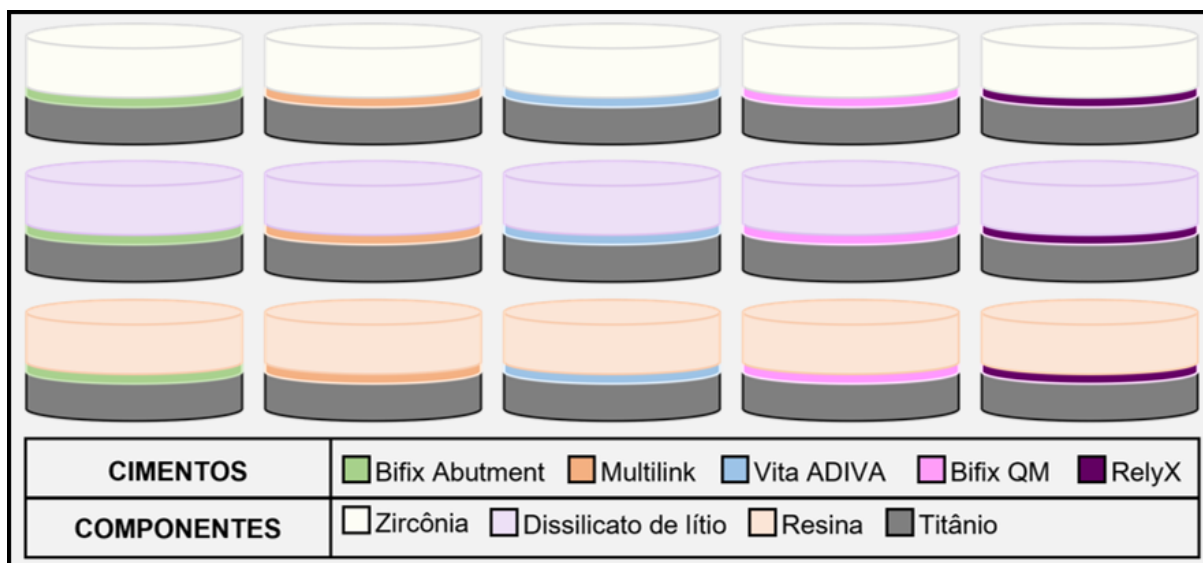 CIMENTOS
Bifix Abutment Multilink Vita ADIVA Bifix QM RelyX
COMPONENTES
Zircônia Dissilicato de lítio Resina Titânio